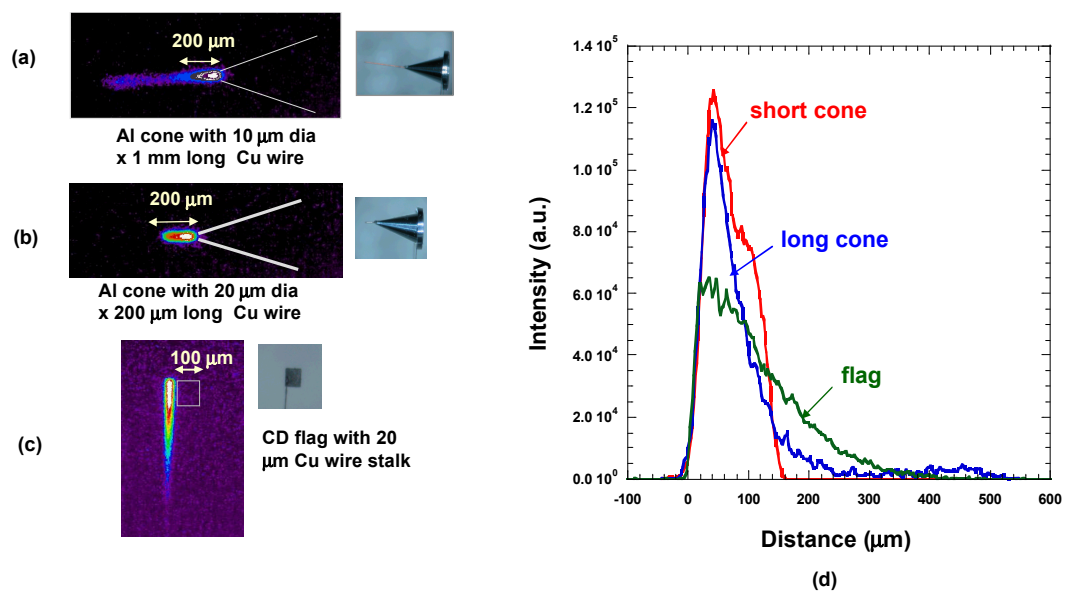 (a)
200 µm
Al cone with 10 µm dia
x 1 mm long Cu wire
(b)
200 µm
Al cone with 20 µm dia
x 200 µm long Cu wire
(c)
100 µm
CD flag with 20
µm Cu wire stalk
1.4 10⁵
1.2 10⁵
1.0 10⁵
8.0 10⁴
6.0 10⁴
4.0 10⁴
2.0 10⁴
0.0 10⁰
Intensity (a.u.)
short cone
long cone
flag
-100 0 100 200 300 400 500 600
Distance (µm)
(d)